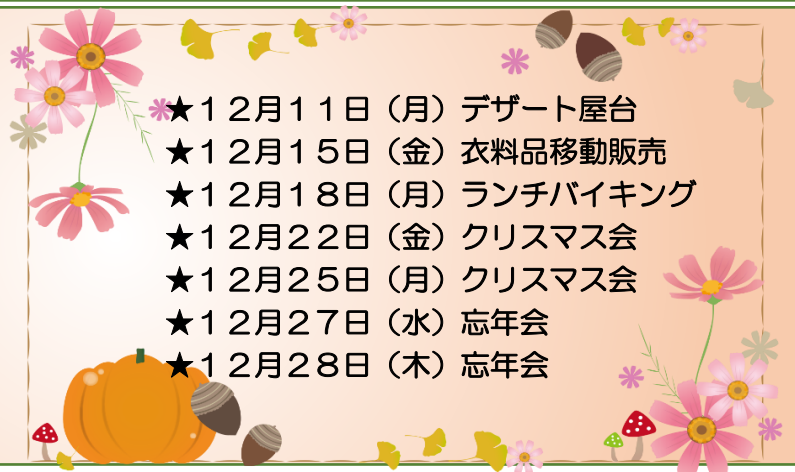 ★１２月１１日（月）デザート屋台
★１２月１５日（金）衣料品移動販売
★１２月１８日（月）ランチバイキング
★１２月２２日（金）クリスマス会
★１２月２５日（月）クリスマス会
★１２月２７日（水）忘年会
★１２月２８日（木）忘年会